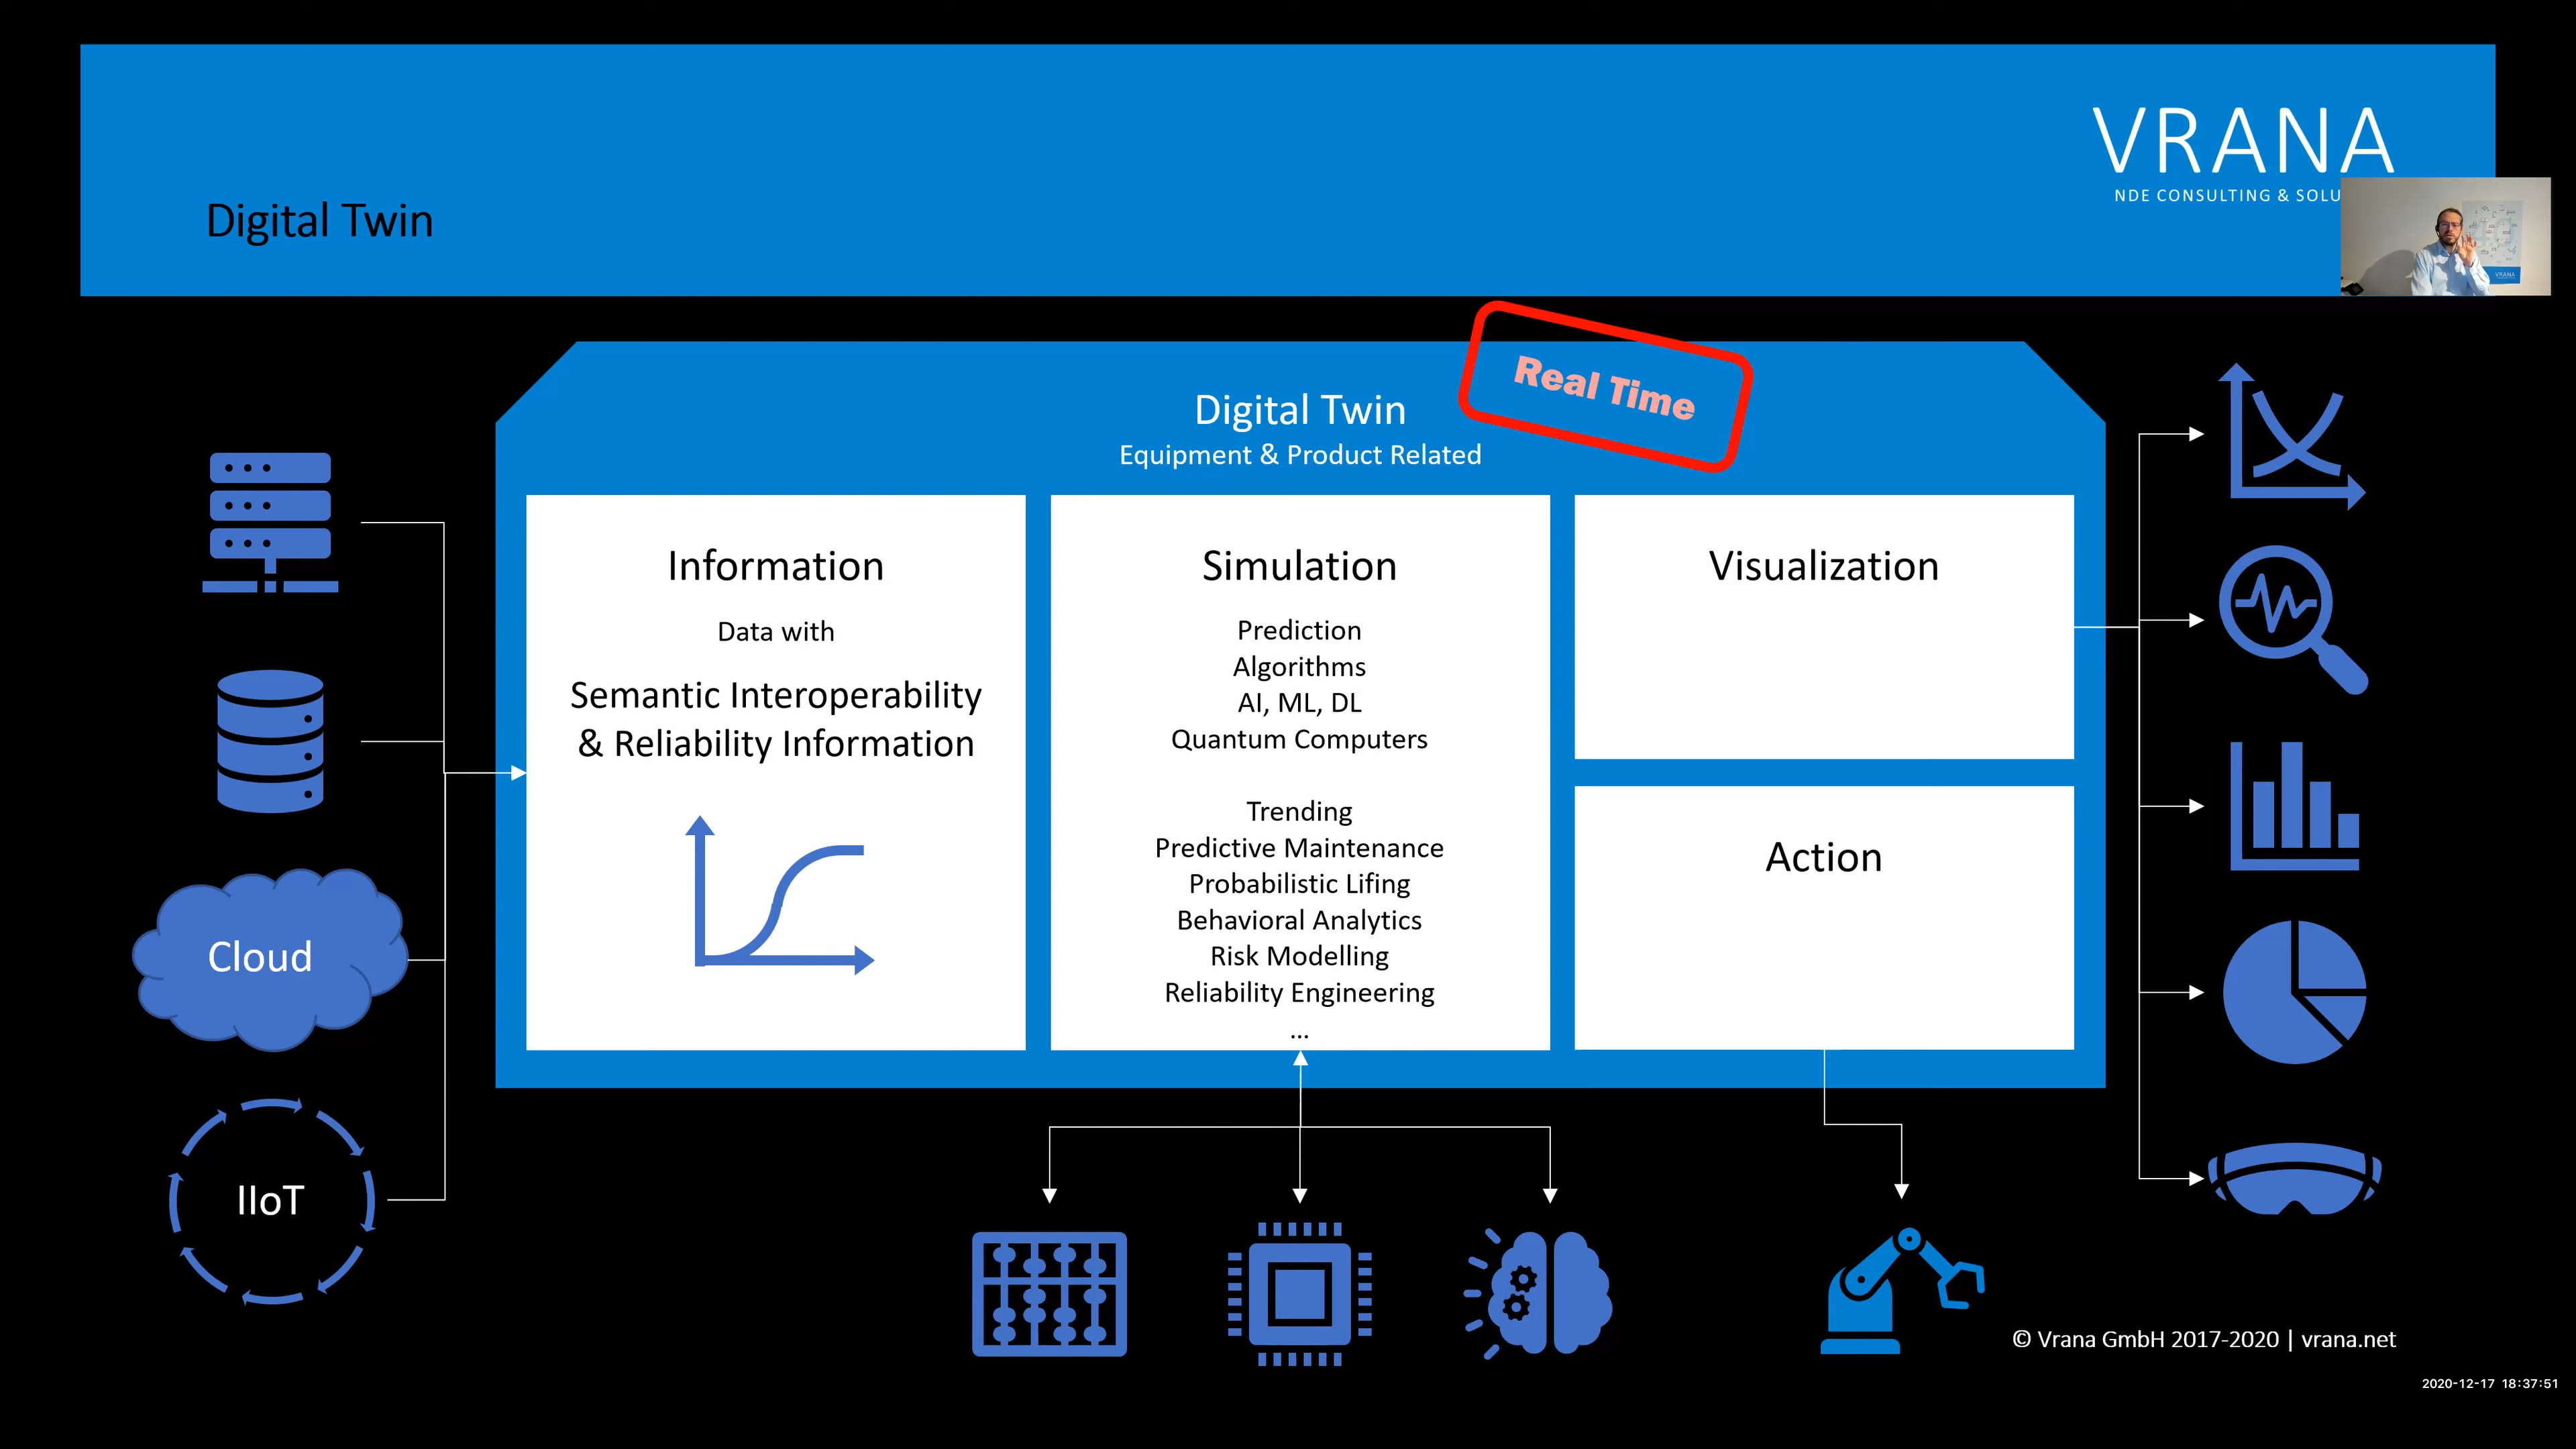 VRANA
NDE CONSULTING & SOLU
Digital Twin
Real Time
Digital Twin
Equipment & Product Related
Information
Data with
Semantic Interoperability
& Reliability Information
Simulation
Prediction
Algorithms
AI, ML, DL
Quantum Computers
Trending
Predictive Maintenance
Probabilistic Lifing
Behavioral Analytics
Risk Modelling
Reliability Engineering
...
Visualization
Action
Cloud
IIoT
VRANA
© Vrana GmbH 2017-2020 | vrana.net
2020-12-17 18:37:51